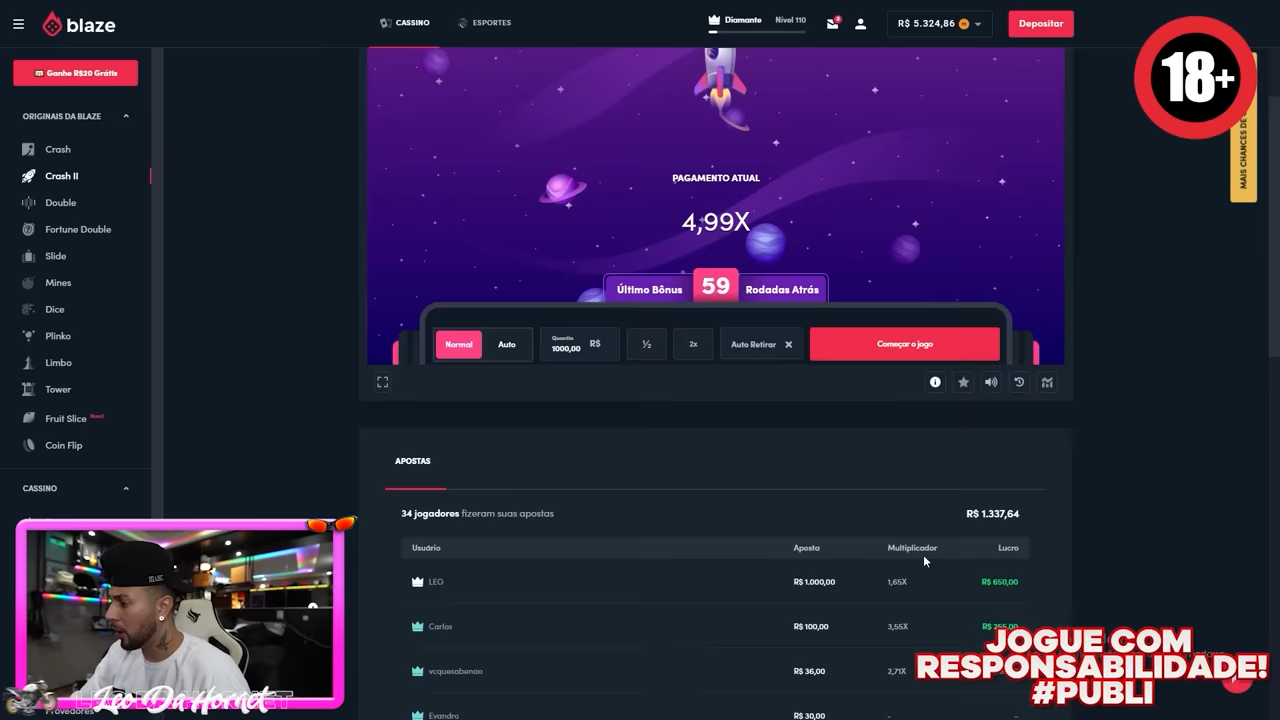 blaze
CASSINO
ESPORTES
Diamante
Nível 110
R$ 5.324,86
Depositar
Ganhe R$20 Grátis
18+
MAIS CHANCES DE
ORIGINAIS DA BLAZE
Crash
Crash II
Double
Fortune Double
Slide
Mines
Dice
Plinko
Limbo
Tower
Fruit Slice
Coin Flip
CASSINO
PAGAMENTO ATUAL
4,99X
Último Bônus 59 Rodadas Atrás
Normal
Auto
Quantia
1000,00 R$
½
2x
Auto Retirar
Começar o jogo
APOSTAS
34 jogadores fizeram suas apostas
R$ 1.337,64
Usuário Aposta Multiplicador Lucro
LEO R$ 1.000,00 1,65X R$ 650,00
Carlos R$ 100,00 3,55X
vcquesabenao R$ 36,00 2,71X
Evandro R$ 30,00 - -
JOGUE COM
RESPONSABILIDADE!
#PUBLI
Leo Da Hornet
Provedores